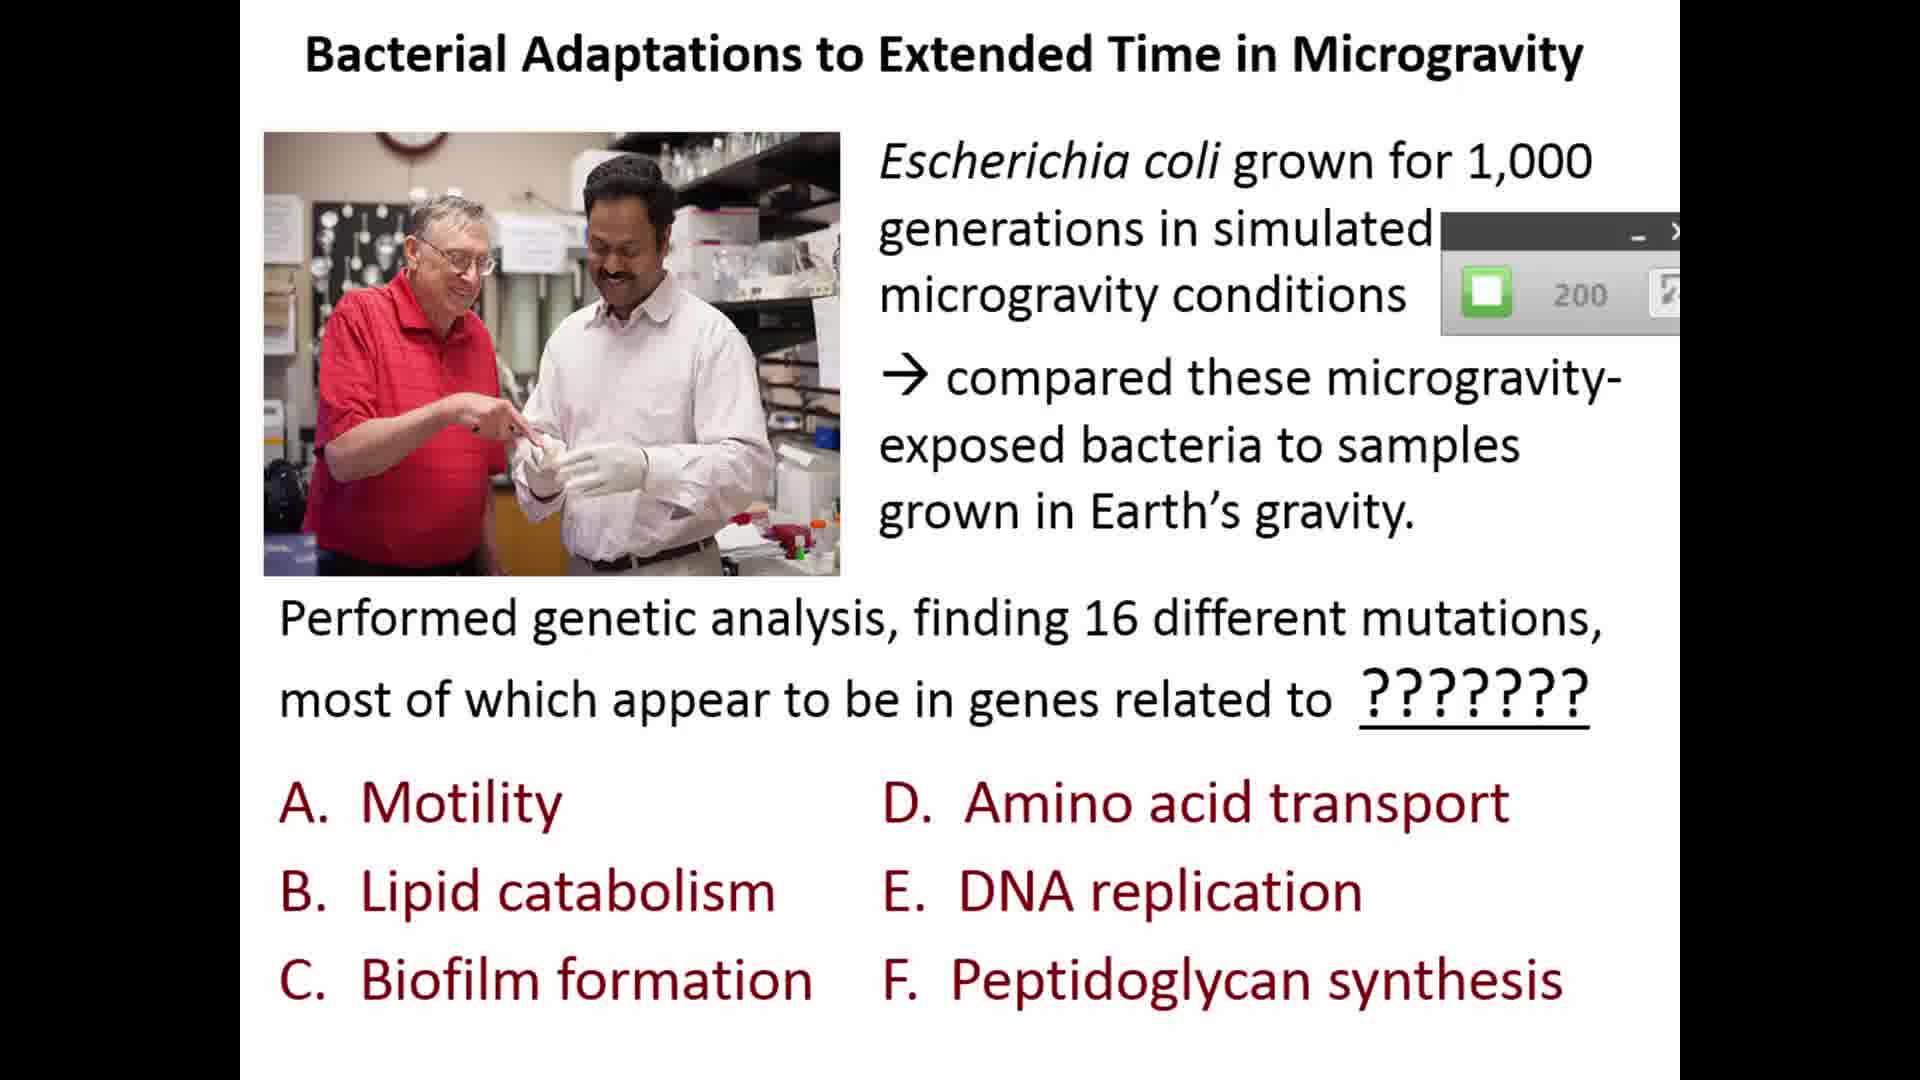 Bacterial Adaptations to Extended Time in Microgravity
Escherichia coli grown for 1,000
generations in simulated
microgravity conditions
200
→ compared these microgravity-
exposed bacteria to samples
grown in Earth’s gravity.
Performed genetic analysis, finding 16 different mutations,
most of which appear to be in genes related to ???????
A. Motility
B. Lipid catabolism
C. Biofilm formation
D. Amino acid transport
E. DNA replication
F. Peptidoglycan synthesis